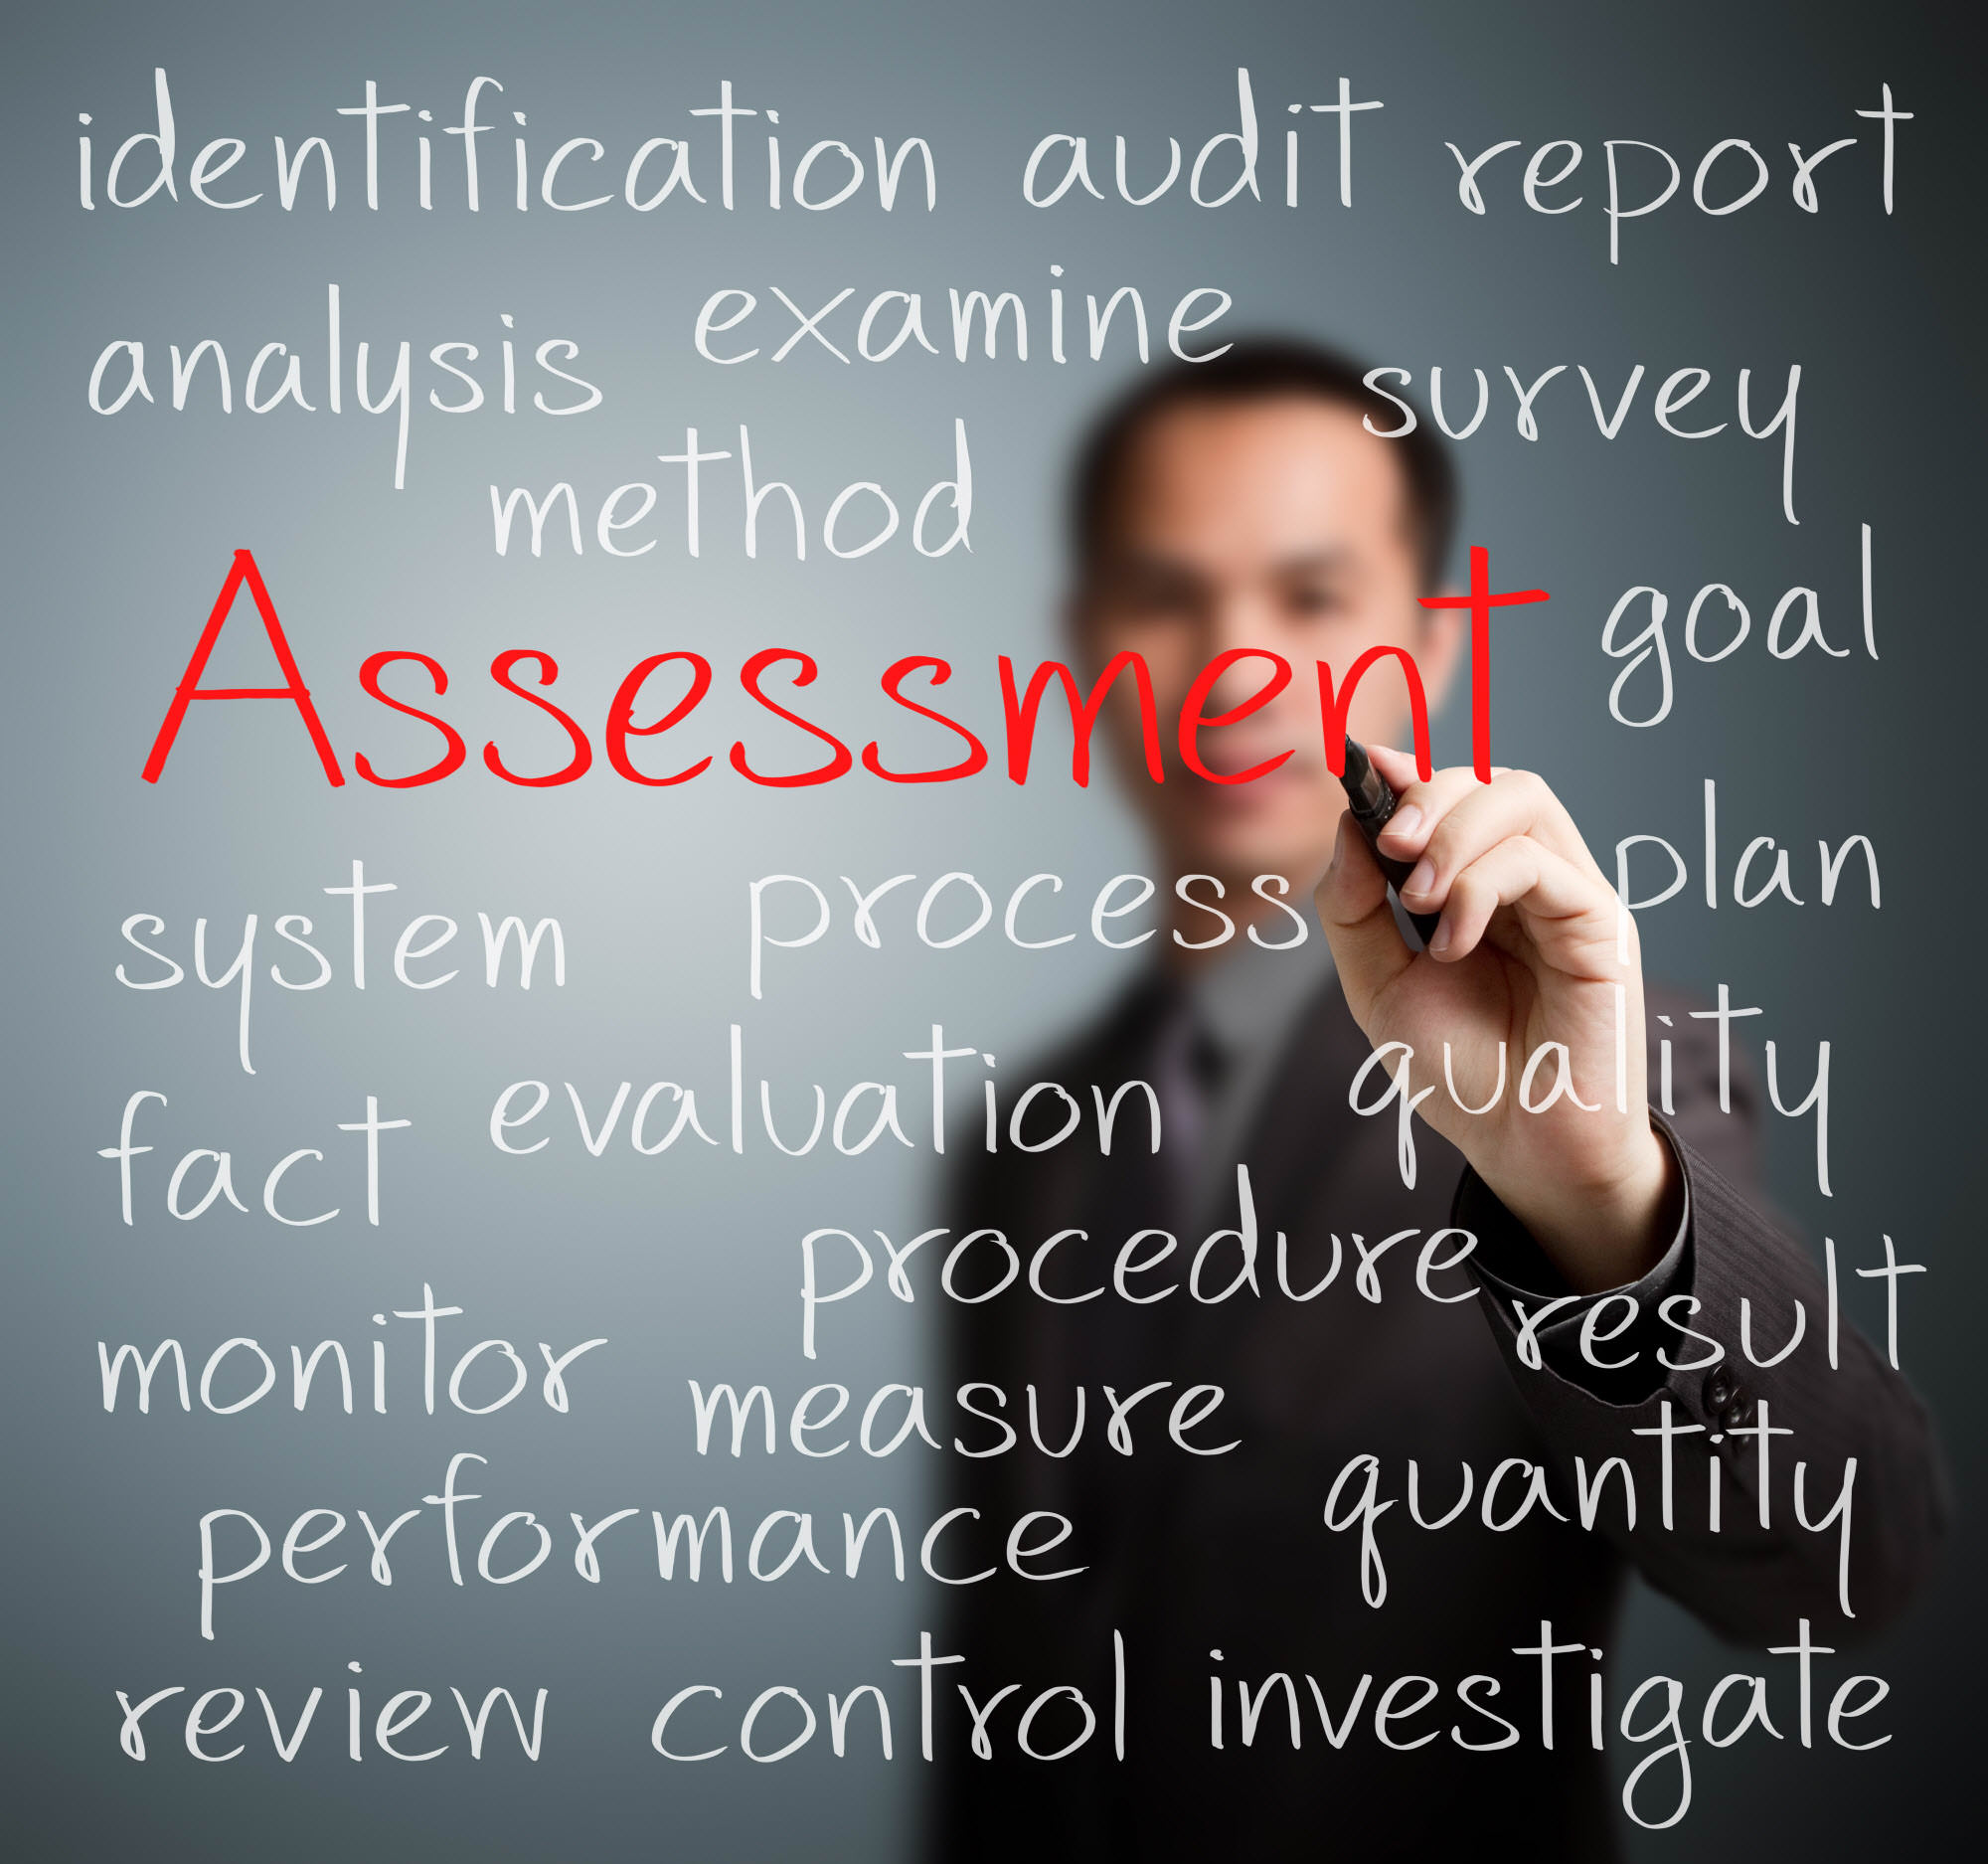 identification audit report
analysis examine survey
method
Assessment goal
system process plan
fact evaluation quality
procedure result
monitor measure
performance quantity
review control investigate